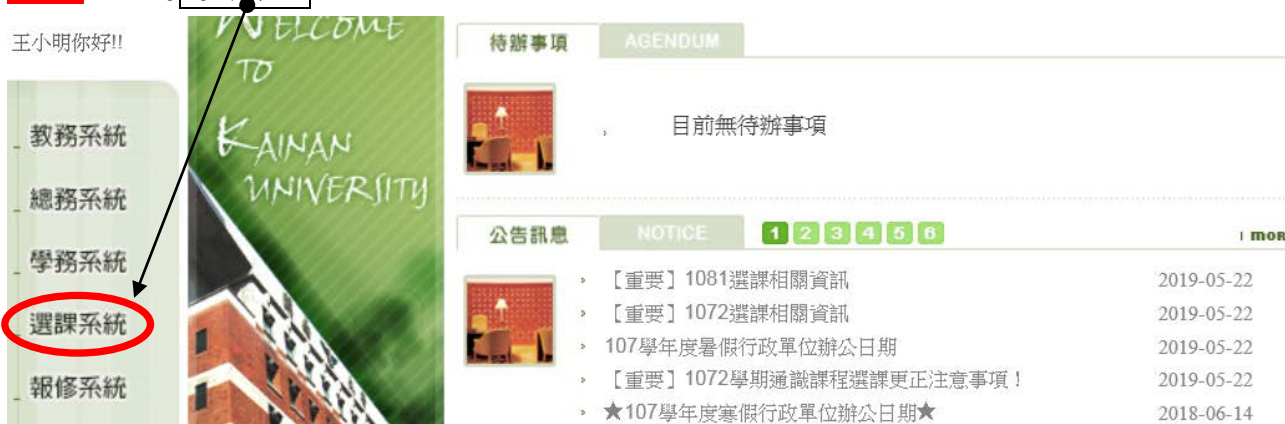 王小明你好!!
教務系統
總務系統
學務系統
選課系統
報修系統
WELCOME
TO
KAINAN
UNIVERSITY
待辦事項 AGENDUM
目前無待辦事項
公告訊息 NOTICE 1 2 3 4 5 6
【重要】1081選課相關資訊 2019-05-22
【重要】1072選課相關資訊 2019-05-22
107學年度暑假行政單位辦公日期 2019-05-22
【重要】1072學期通識課程選課更正注意事項! 2019-05-22
★107學年度寒假行政單位辦公日期★ 2018-06-14